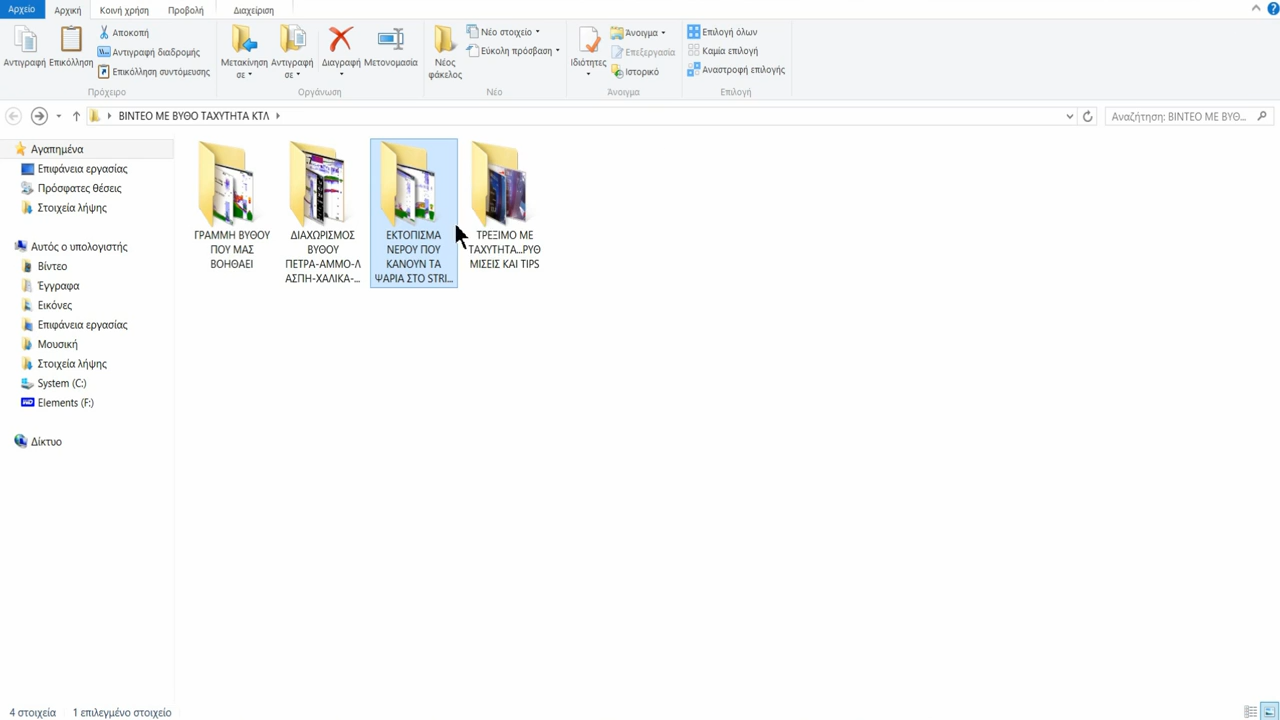 Αρχείο Αρχική Κοινή χρήση Προβολή Διαχείριση
Αντιγραφή
Επικόλληση
Αποκοπή
Αντιγραφή διαδρομής
Επικόλληση συντόμευσης
Πρόχειρο
Μετακίνηση σε
Αντιγραφή σε
Διαγραφή
Μετονομασία
Οργάνωση
Νέος φάκελος
Νέο στοιχείο
Εύκολη πρόσβαση
Νέο
Ιδιότητες
Άνοιγμα
Επεξεργασία
Ιστορικό
Άνοιγμα
Επιλογή όλων
Καμία επιλογή
Αναστροφή επιλογής
Επιλογή
ΒΙΝΤΕΟ ΜΕ ΒΥΘΟ ΤΑΧΥΤΗΤΑ ΚΤΛ
Αναζήτηση: ΒΙΝΤΕΟ ΜΕ ΒΥΘ...
Αγαπημένα
Επιφάνεια εργασίας
Πρόσφατες θέσεις
Στοιχεία λήψης
Αυτός ο υπολογιστής
Βίντεο
Έγγραφα
Εικόνες
Επιφάνεια εργασίας
Μουσική
Στοιχεία λήψης
System (C:)
WD Elements (F:)
Δίκτυο
ΓΡΑΜΜΗ ΒΥΘΟΥ
ΠΟΥ ΜΑΣ
ΒΟΗΘΑΕΙ
ΔΙΑΧΩΡΙΣΜΟΣ
ΒΥΘΟΥ
ΠΕΤΡΑ-ΑΜΜΟ-Λ
ΑΣΠΗ-ΧΑΛΙΚΑ-...
ΕΚΤΟΠΙΣΜΑ
ΝΕΡΟΥ ΠΟΥ
ΚΑΝΟΥΝ ΤΑ
ΨΑΡΙΑ ΣΤΟ STRI...
ΤΡΕΞΙΜΟ ΜΕ
ΤΑΧΥΤΗΤΑ...ΡΥΘ
ΜΙΣΕΙΣ ΚΑΙ TIPS
4 στοιχεία 1 επιλεγμένο στοιχείο